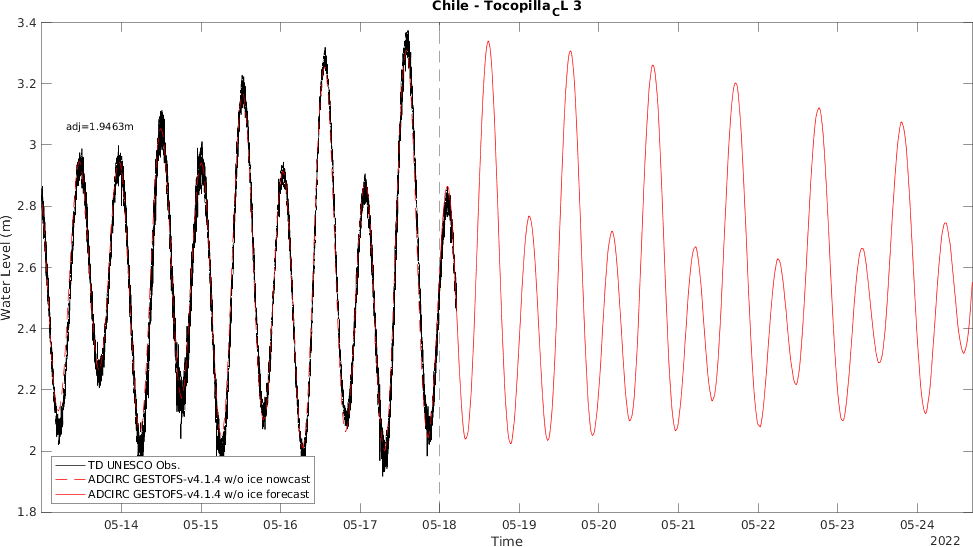 Chile - Tocopilla_CL 3
3.4
3.2
3
2.8
2.6
2.4
2.2
2
1.8
Water Level (m)
adj=1.9463m
TD UNESCO Obs.
ADCIRC GESTOFS-v4.1.4 w/o ice nowcast
ADCIRC GESTOFS-v4.1.4 w/o ice forecast
05-14 05-15 05-16 05-17 05-18 05-19 05-20 05-21 05-22 05-23 05-24
Time
2022